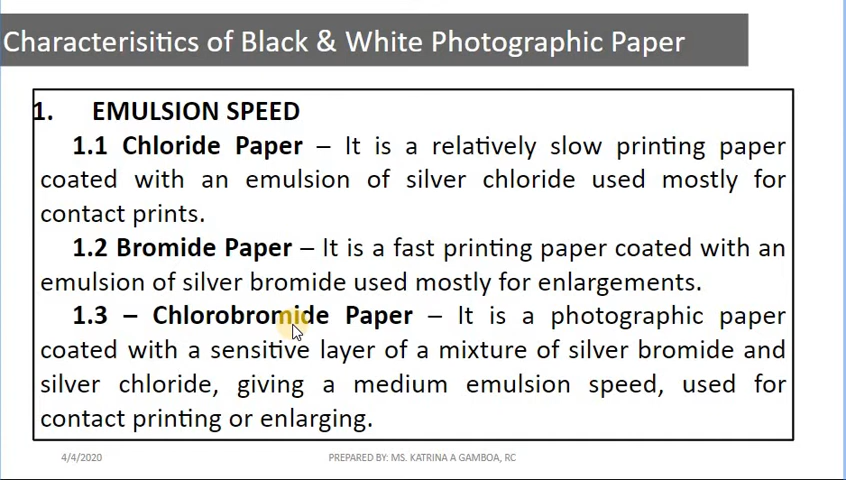 Characterisitics of Black & White Photographic Paper
1. EMULSION SPEED
1.1 Chloride Paper – It is a relatively slow printing paper
coated with an emulsion of silver chloride used mostly for
contact prints.
1.2 Bromide Paper – It is a fast printing paper coated with an
emulsion of silver bromide used mostly for enlargements.
1.3 – Chlorobromide Paper – It is a photographic paper
coated with a sensitive layer of a mixture of silver bromide and
silver chloride, giving a medium emulsion speed, used for
contact printing or enlarging.
4/4/2020 PREPARED BY: MS. KATRINA A GAMBOA, RC